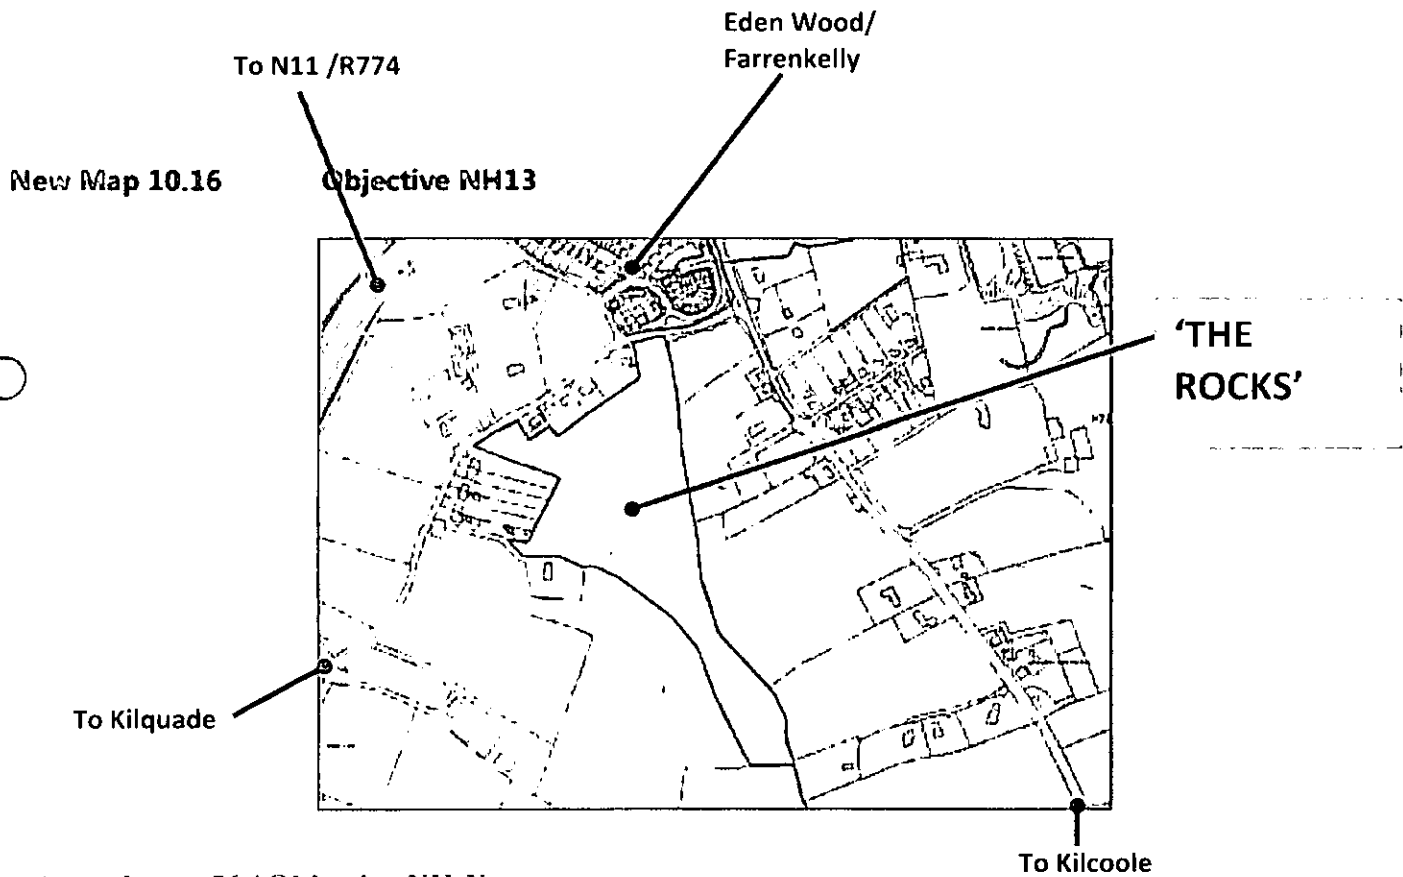 Eden Wood/
Farrenkelly
To N11 /R774
New Map 10.16 Objective NH13
'THE
ROCKS'
To Kilquade
To Kilcoole